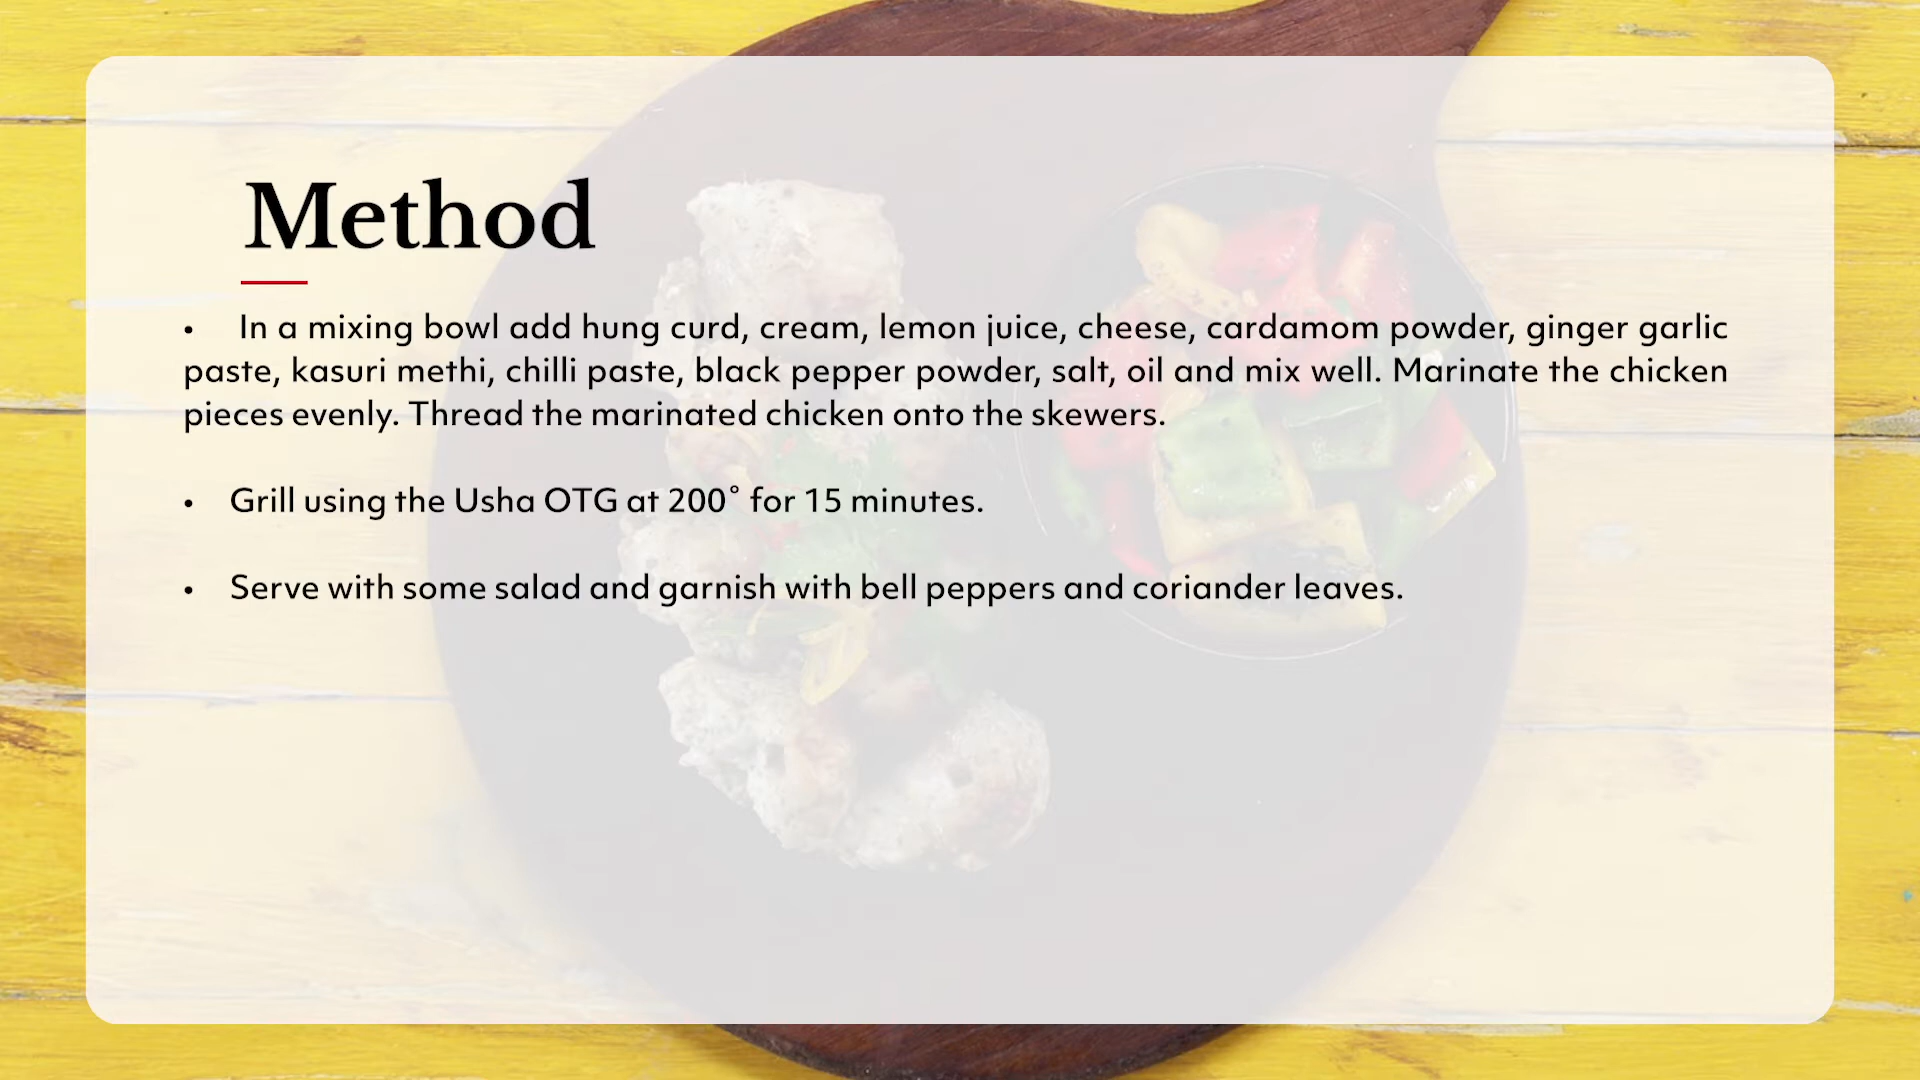 Method
• In a mixing bowl add hung curd, cream, lemon juice, cheese, cardamom powder, ginger garlic
paste, kasuri methi, chilli paste, black pepper powder, salt, oil and mix well. Marinate the chicken
pieces evenly. Thread the marinated chicken onto the skewers.
• Grill using the Usha OTG at 200˚ for 15 minutes.
• Serve with some salad and garnish with bell peppers and coriander leaves.